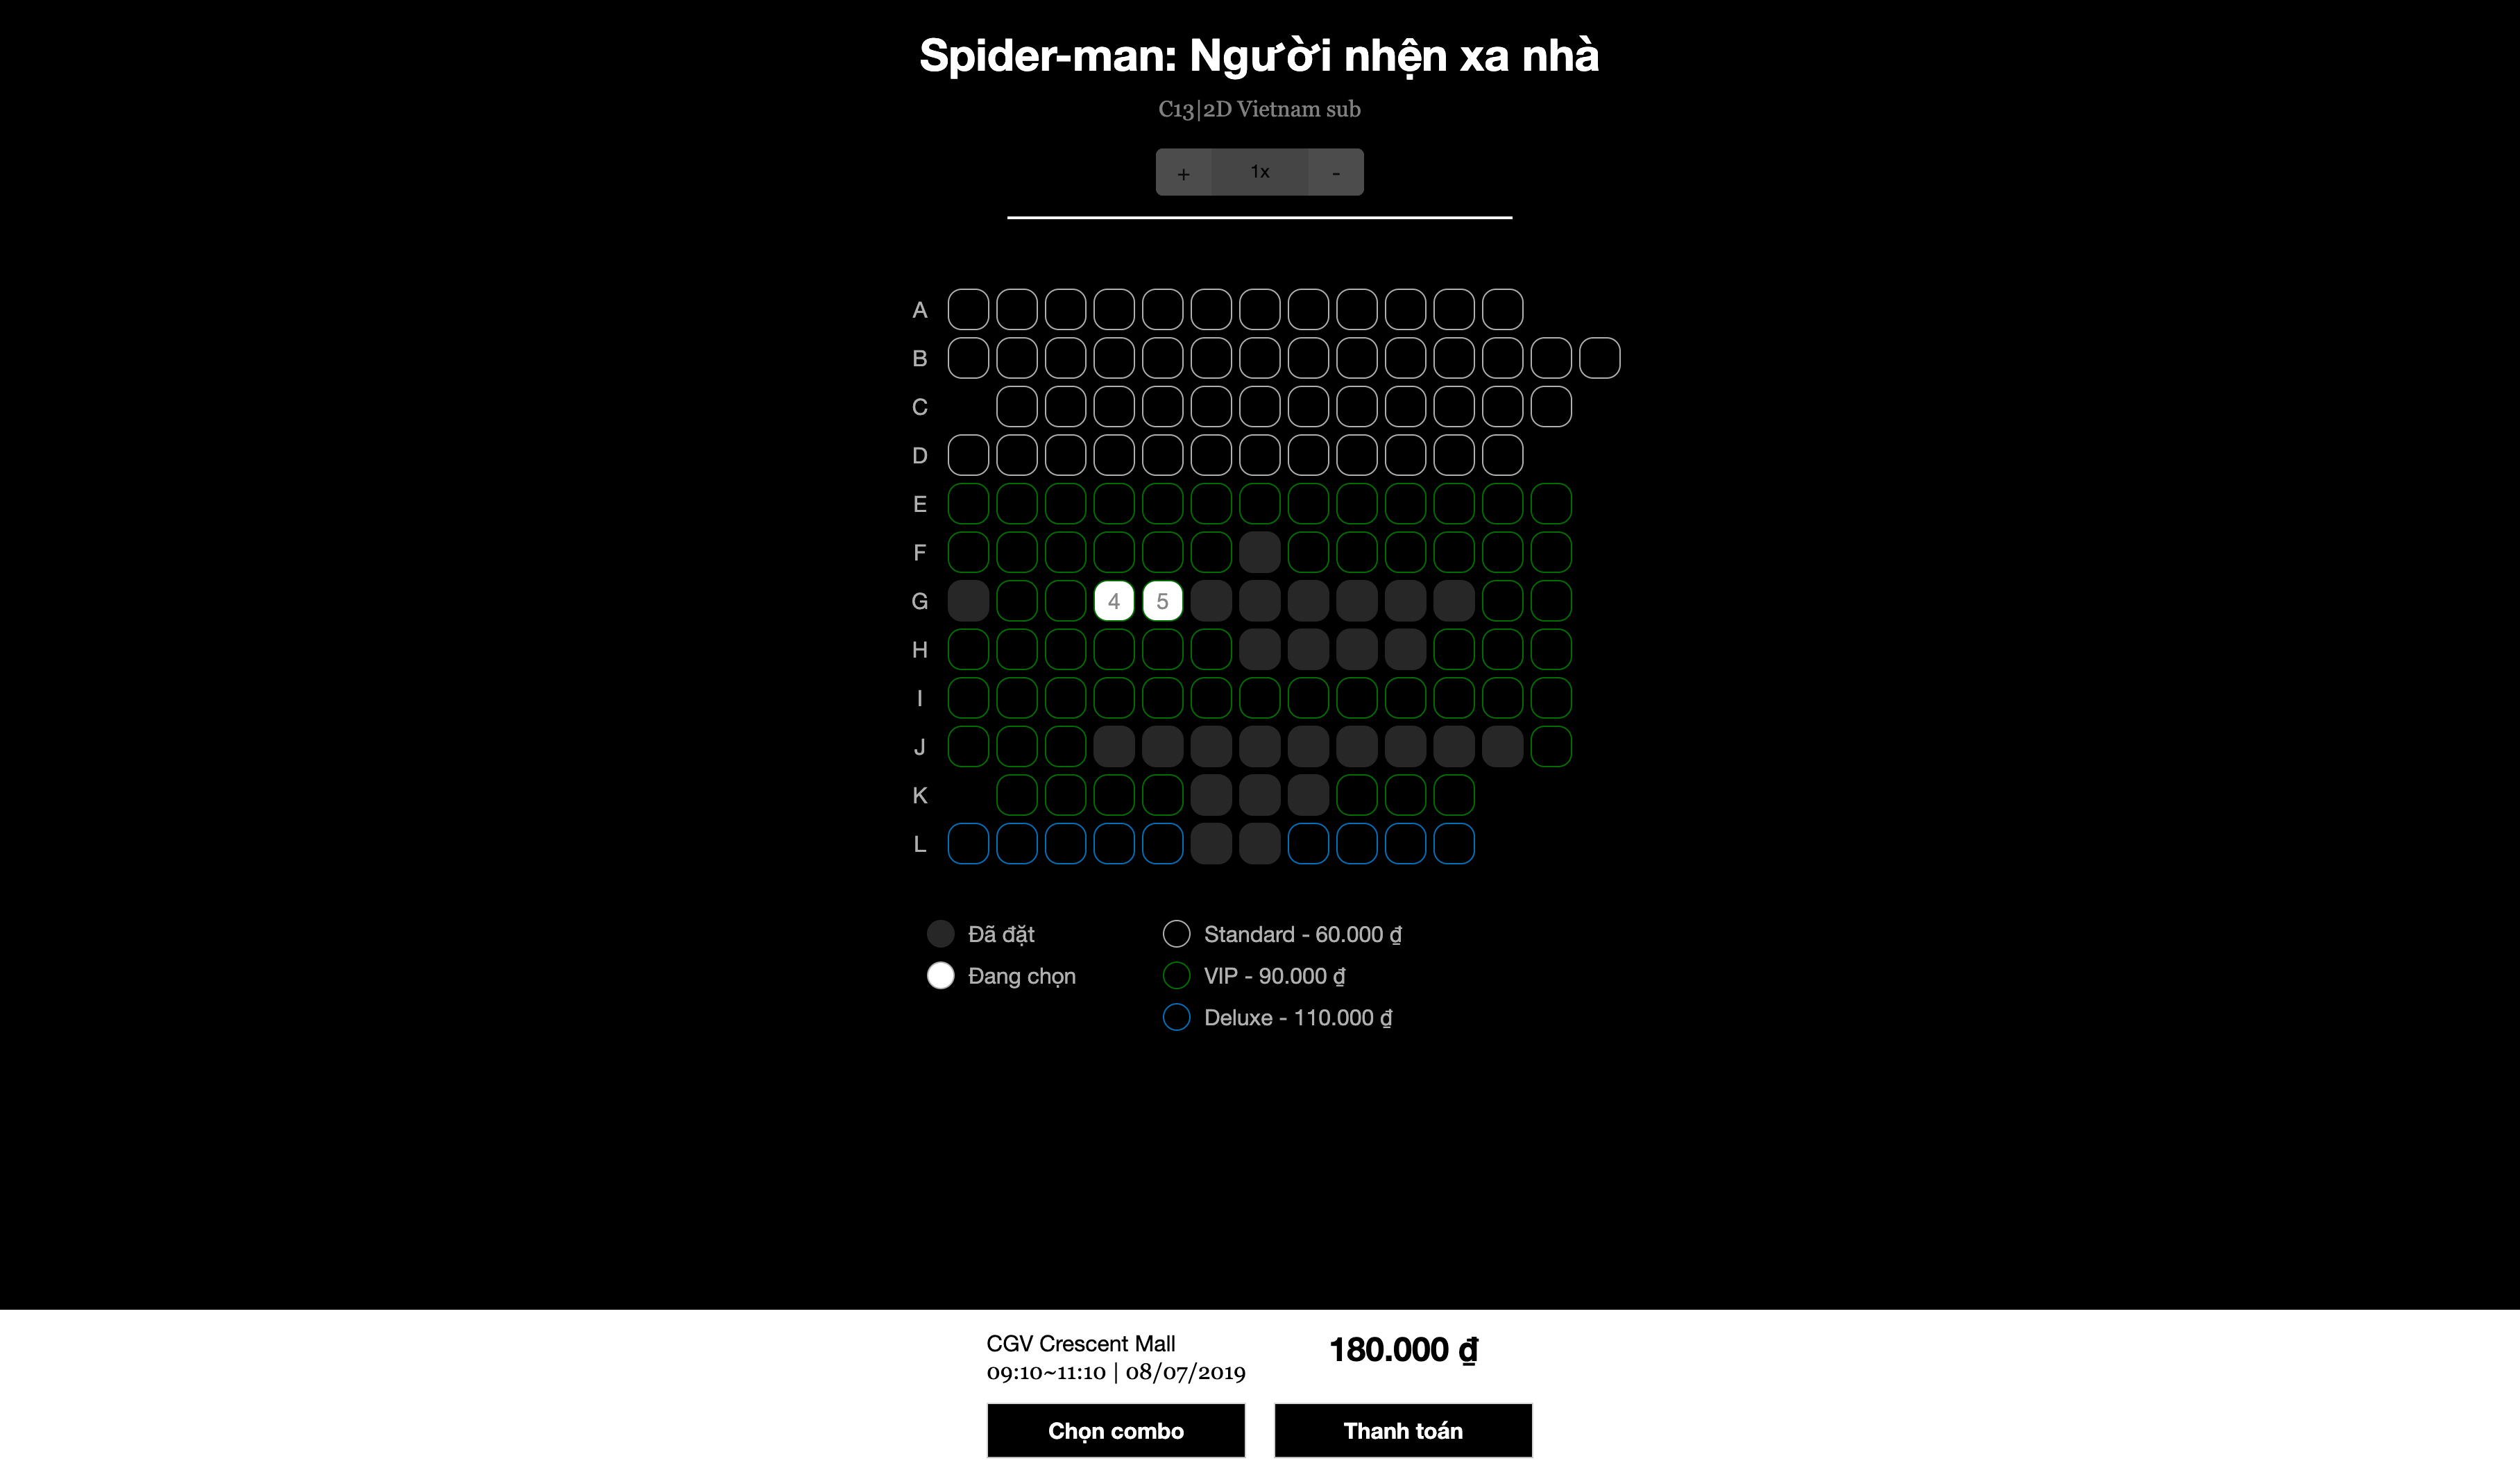 Spider-man: Người nhện xa nhà
C13|2D Vietnam sub
+ 1x -
A
B
C
D
E
F
G 4 5
H
I
J
K
L
Đã đặt Standard - 60.000 ₫
Đang chọn VIP - 90.000 ₫
Deluxe - 110.000 ₫
CGV Crescent Mall 180.000 ₫
09:10~11:10 | 08/07/2019
Chọn combo Thanh toán